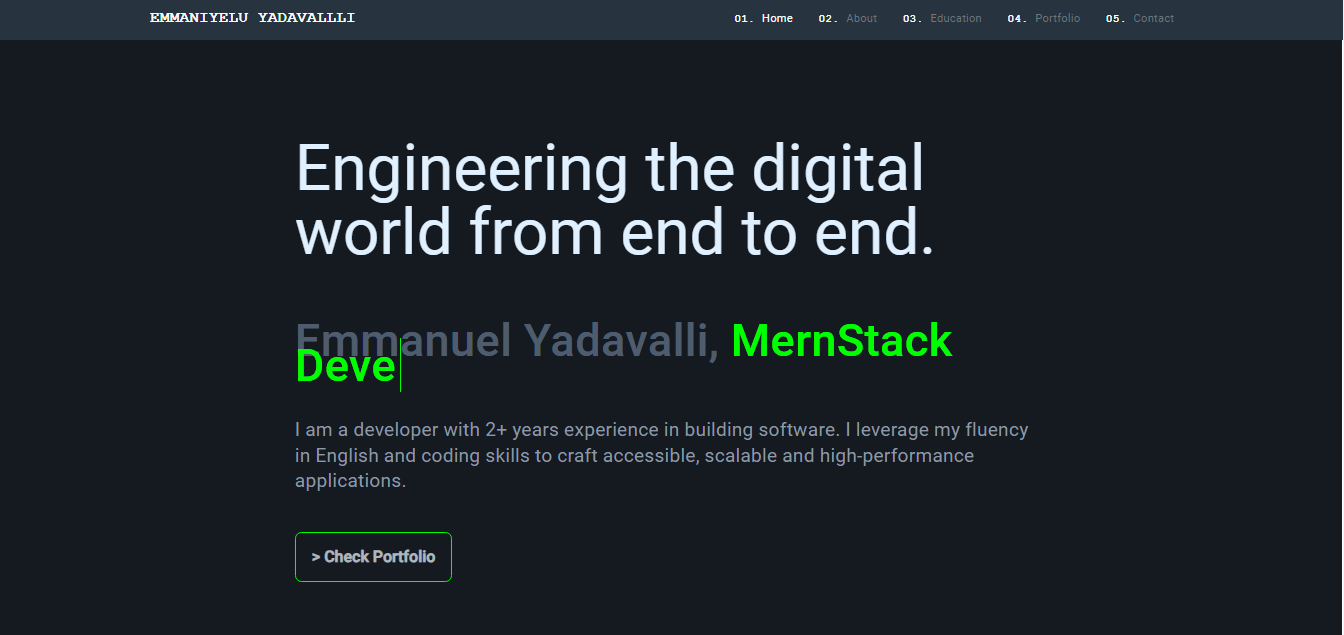 EMMANIYELU YADAVALLLI
01. Home 02. About 03. Education 04. Portfolio 05. Contact
Engineering the digital
world from end to end.
Emmanuel Yadavalli, MernStack
Deve
I am a developer with 2+ years experience in building software. I leverage my fluency
in English and coding skills to craft accessible, scalable and high-performance
applications.
> Check Portfolio